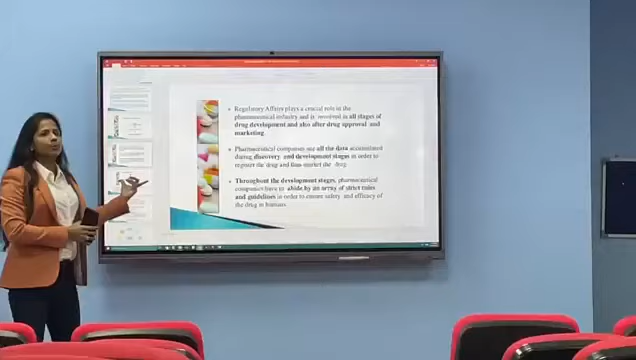 Regulatory Affairs plays a crucial role in the
pharmaceutical industry and is involved in all stages of
drug development and also after drug approval and
marketing.
Pharmaceutical companies use all the data accumulated
during discovery and development stages in order to
register the drug and thus market the drug.
Throughout the development stages, pharmaceutical
companies have to abide by an array of strict rules
and guidelines in order to ensure safety and efficacy of
the drug in humans